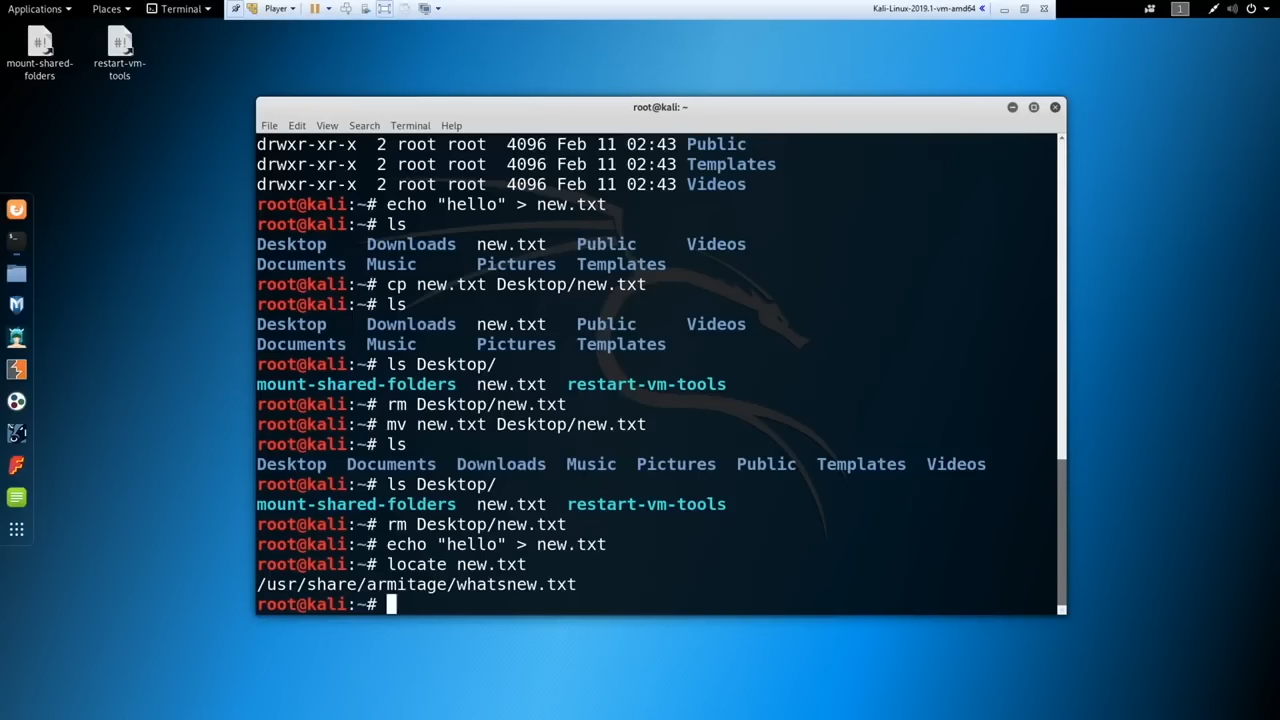 Applications Places Terminal Player Kali-Linux-2019.1-vm-amd64 1
mount-shared-
folders
restart-vm-
tools
root@kali: ~
File Edit View Search Terminal Help
drwxr-xr-x 2 root root 4096 Feb 11 02:43 Public
drwxr-xr-x 2 root root 4096 Feb 11 02:43 Templates
drwxr-xr-x 2 root root 4096 Feb 11 02:43 Videos
root@kali:~# echo "hello" > new.txt
root@kali:~# ls
Desktop Downloads new.txt Public Videos
Documents Music Pictures Templates
root@kali:~# cp new.txt Desktop/new.txt
root@kali:~# ls
Desktop Downloads new.txt Public Videos
Documents Music Pictures Templates
root@kali:~# ls Desktop/
mount-shared-folders new.txt restart-vm-tools
root@kali:~# rm Desktop/new.txt
root@kali:~# mv new.txt Desktop/new.txt
root@kali:~# ls
Desktop Documents Downloads Music Pictures Public Templates Videos
root@kali:~# ls Desktop/
mount-shared-folders new.txt restart-vm-tools
root@kali:~# rm Desktop/new.txt
root@kali:~# echo "hello" > new.txt
root@kali:~# locate new.txt
/usr/share/armitage/whatsnew.txt
root@kali:~#